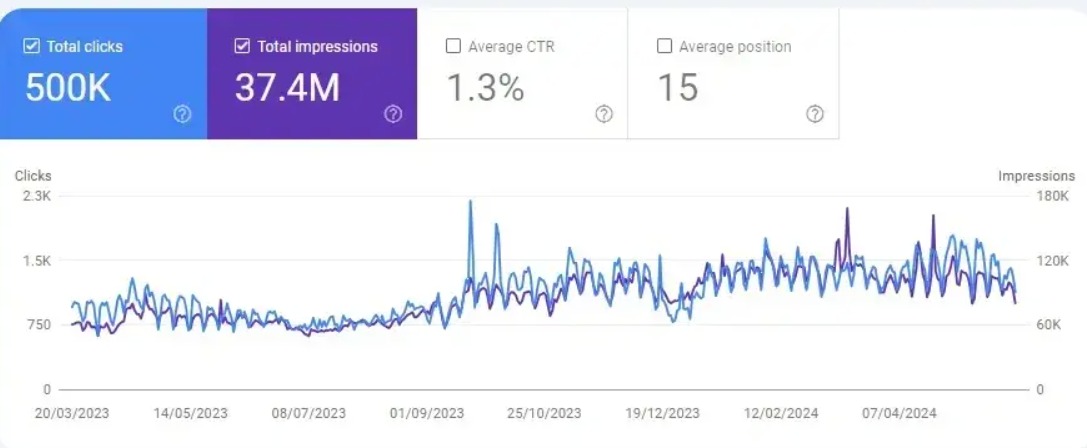 Total clicks
500K
Total impressions
37.4M
Average CTR
1.3%
Average position
15
Clicks
Impressions
2.3K
180K
1.5K
120K
750
60K
0
0
20/03/2023 14/05/2023 08/07/2023 01/09/2023 25/10/2023 19/12/2023 12/02/2024 07/04/2024